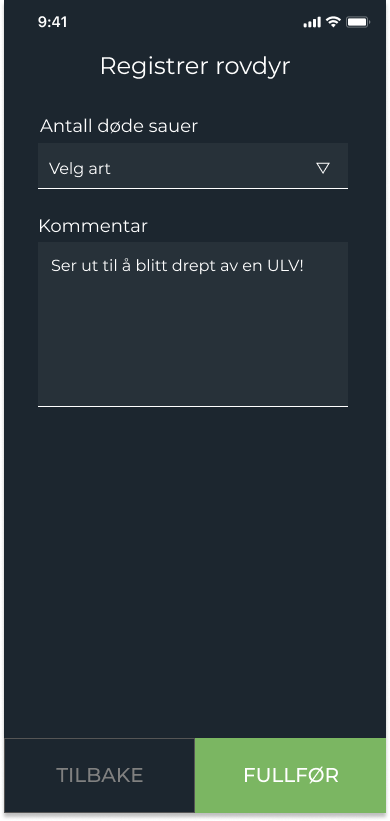 9:41
Registrer rovdyr
Antall døde sauer
Velg art
Kommentar
Ser ut til å blitt drept av en ULV!
TILBAKE
FULLFØR